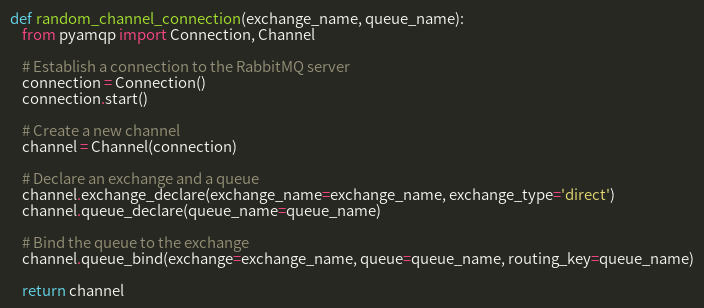 def random_channel_connection(exchange_name, queue_name):
from pyamqp import Connection, Channel
# Establish a connection to the RabbitMQ server
connection = Connection()
connection.start()
# Create a new channel
channel = Channel(connection)
# Declare an exchange and a queue
channel.exchange_declare(exchange_name=exchange_name, exchange_type='direct')
channel.queue_declare(queue_name=queue_name)
# Bind the queue to the exchange
channel.queue_bind(exchange=exchange_name, queue=queue_name, routing_key=queue_name)
return channel